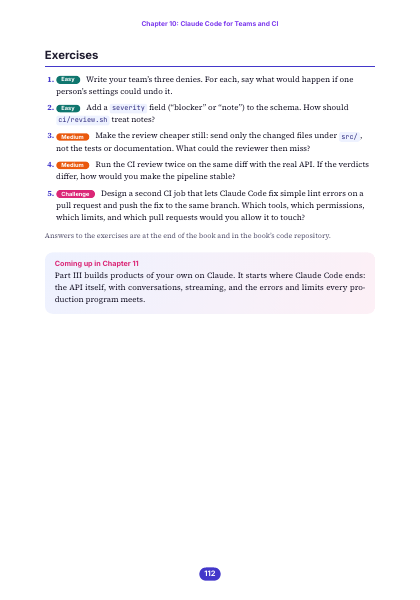 Chapter 10: Claude Code for Teams and CI
Exercises
1. Easy Write your team's three denies. For each, say what would happen if one
person's settings could undo it.
2. Easy Add a severity field ("blocker" or "note") to the schema. How should
ci/review.sh treat notes?
3. Medium Make the review cheaper still: send only the changed files under src/,
not the tests or documentation. What could the reviewer then miss?
4. Medium Run the CI review twice on the same diff with the real API. If the verdicts
differ, how would you make the pipeline stable?
5. Challenge Design a second CI job that lets Claude Code fix simple lint errors on a
pull request and push the fix to the same branch. Which tools, which permissions,
which limits, and which pull requests would you allow it to touch?
Answers to the exercises are at the end of the book and in the book's code repository.
Coming up in Chapter 11
Part III builds products of your own on Claude. It starts where Claude Code ends:
the API itself, with conversations, streaming, and the errors and limits every pro-
duction program meets.
112